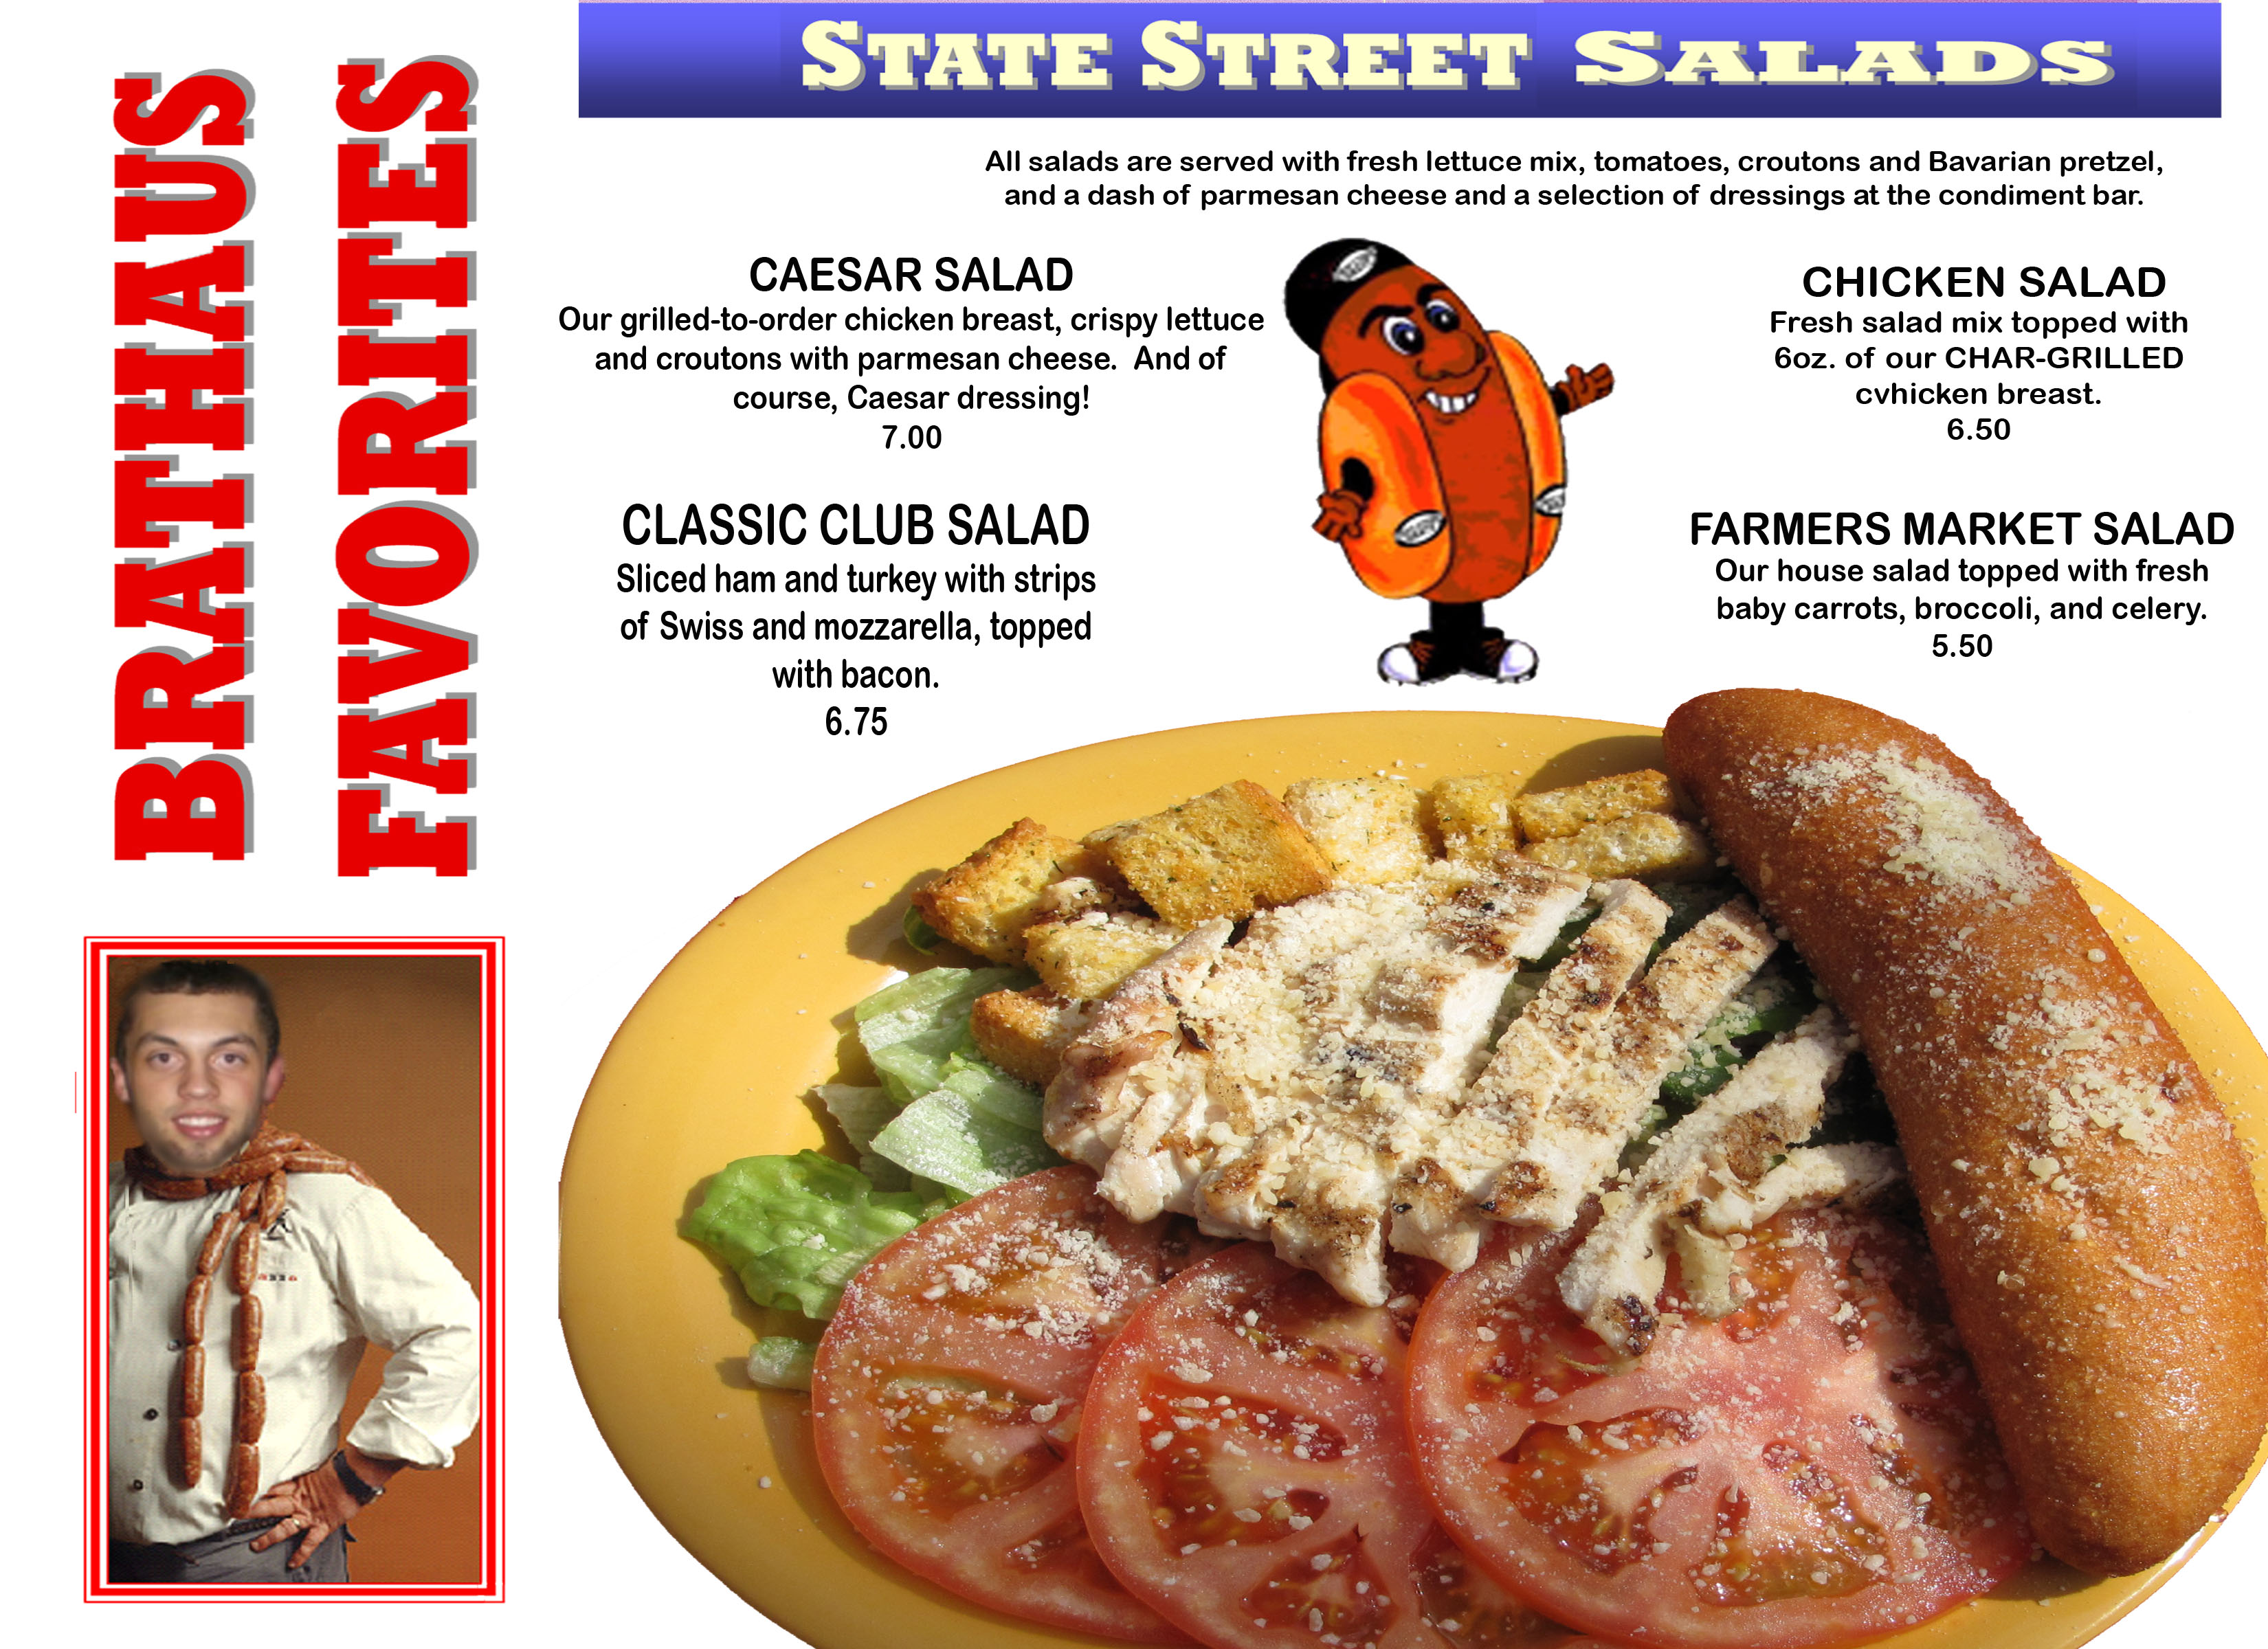 BRATHAUS
FAVORITES
STATE STREET SALADS
All salads are served with fresh lettuce mix, tomatoes, croutons and Bavarian pretzel,
and a dash of parmesan cheese and a selection of dressings at the condiment bar.
CAESAR SALAD
Our grilled-to-order chicken breast, crispy lettuce
and croutons with parmesan cheese.  And of
course, Caesar dressing!
7.00
CLASSIC CLUB SALAD
Sliced ham and turkey with strips
of Swiss and mozzarella, topped
with bacon.
6.75
CHICKEN SALAD
Fresh salad mix topped with
6oz. of our CHAR-GRILLED
cvhicken breast.
6.50
FARMERS MARKET SALAD
Our house salad topped with fresh
baby carrots, broccoli, and celery.
5.50